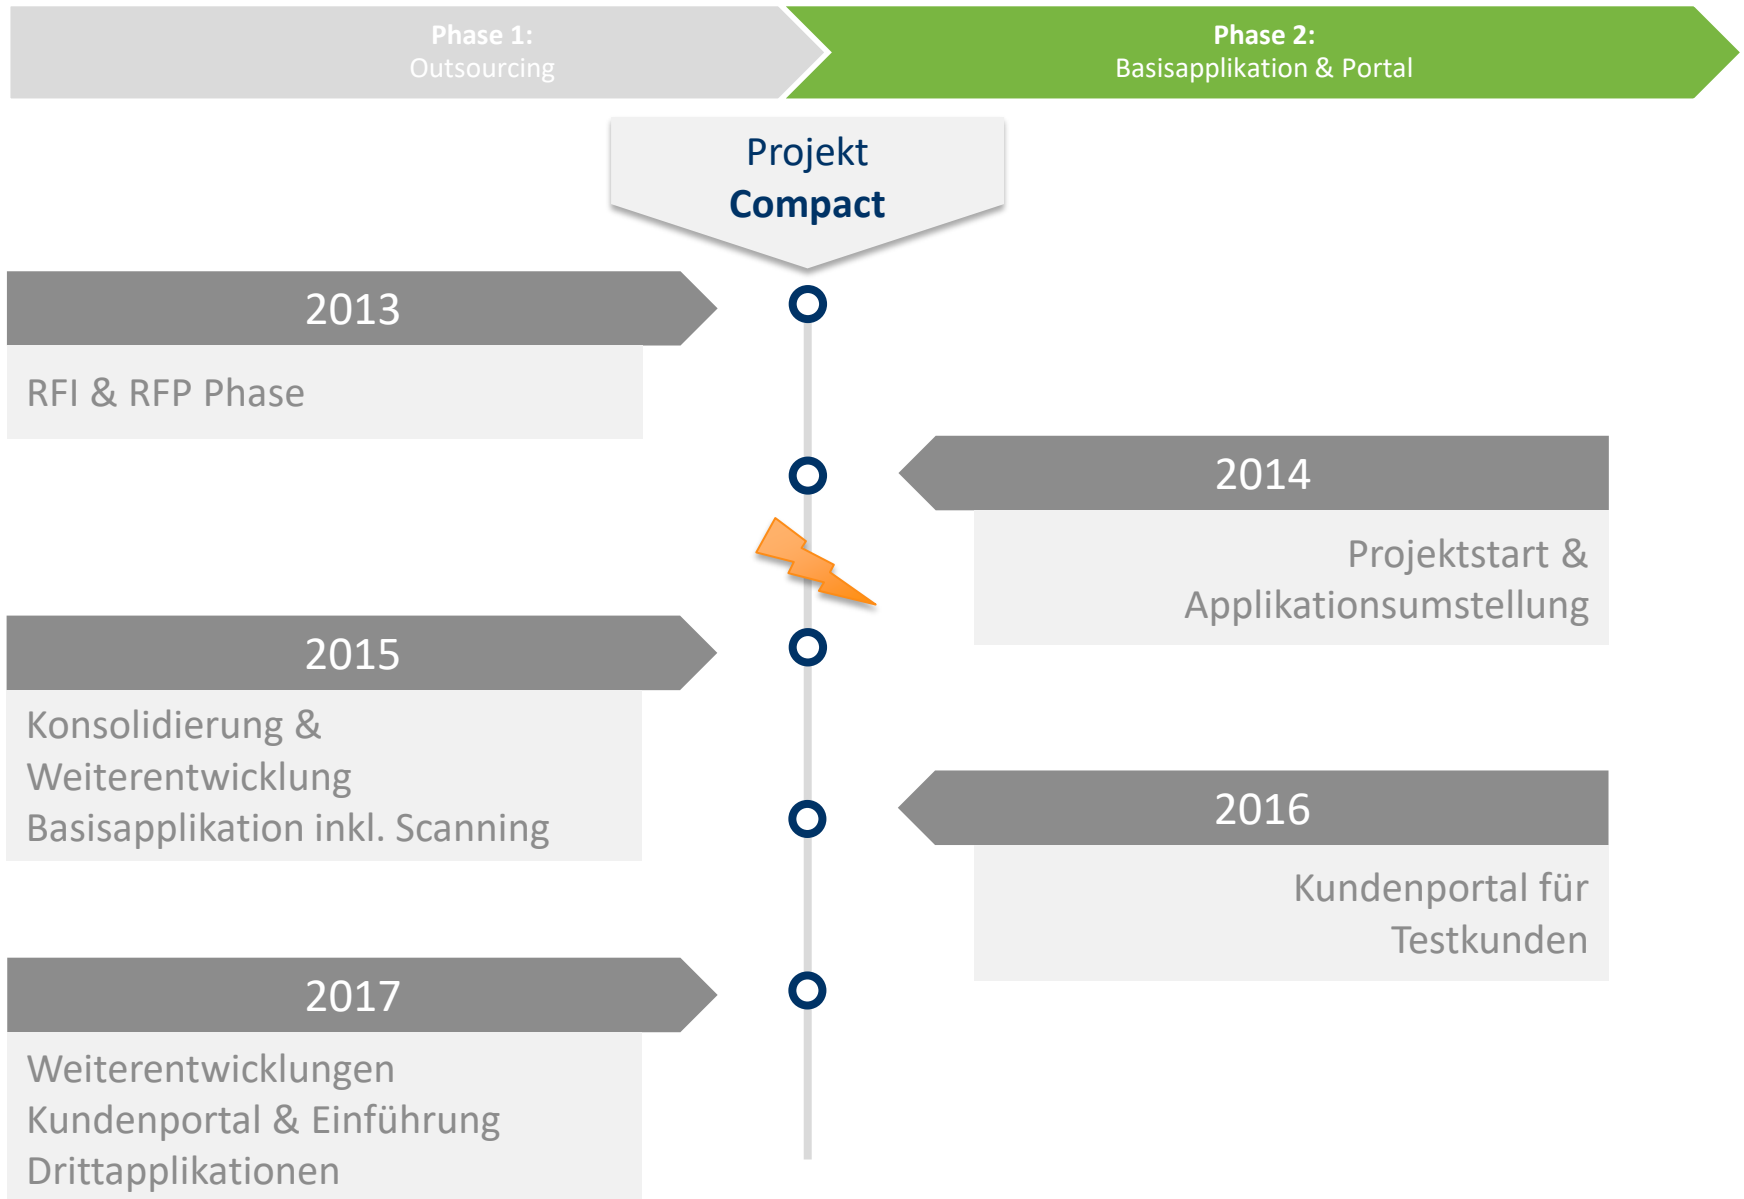 Phase 1:
Outsourcing
Phase 2:
Basisapplikation & Portal
Projekt
Compact
2013
RFI & RFP Phase
2014
Projektstart &
Applikationsumstellung
2015
Konsolidierung &
Weiterentwicklung
Basisapplikation inkl. Scanning
2016
Kundenportal für
Testkunden
2017
Weiterentwicklungen
Kundenportal & Einführung
Drittapplikationen